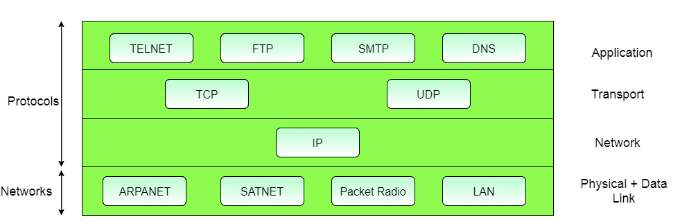 TELNET FTP SMTP DNS Application
TCP UDP Transport
Protocols
IP Network
Networks ARPANET SATNET Packet Radio LAN Physical + Data
Link